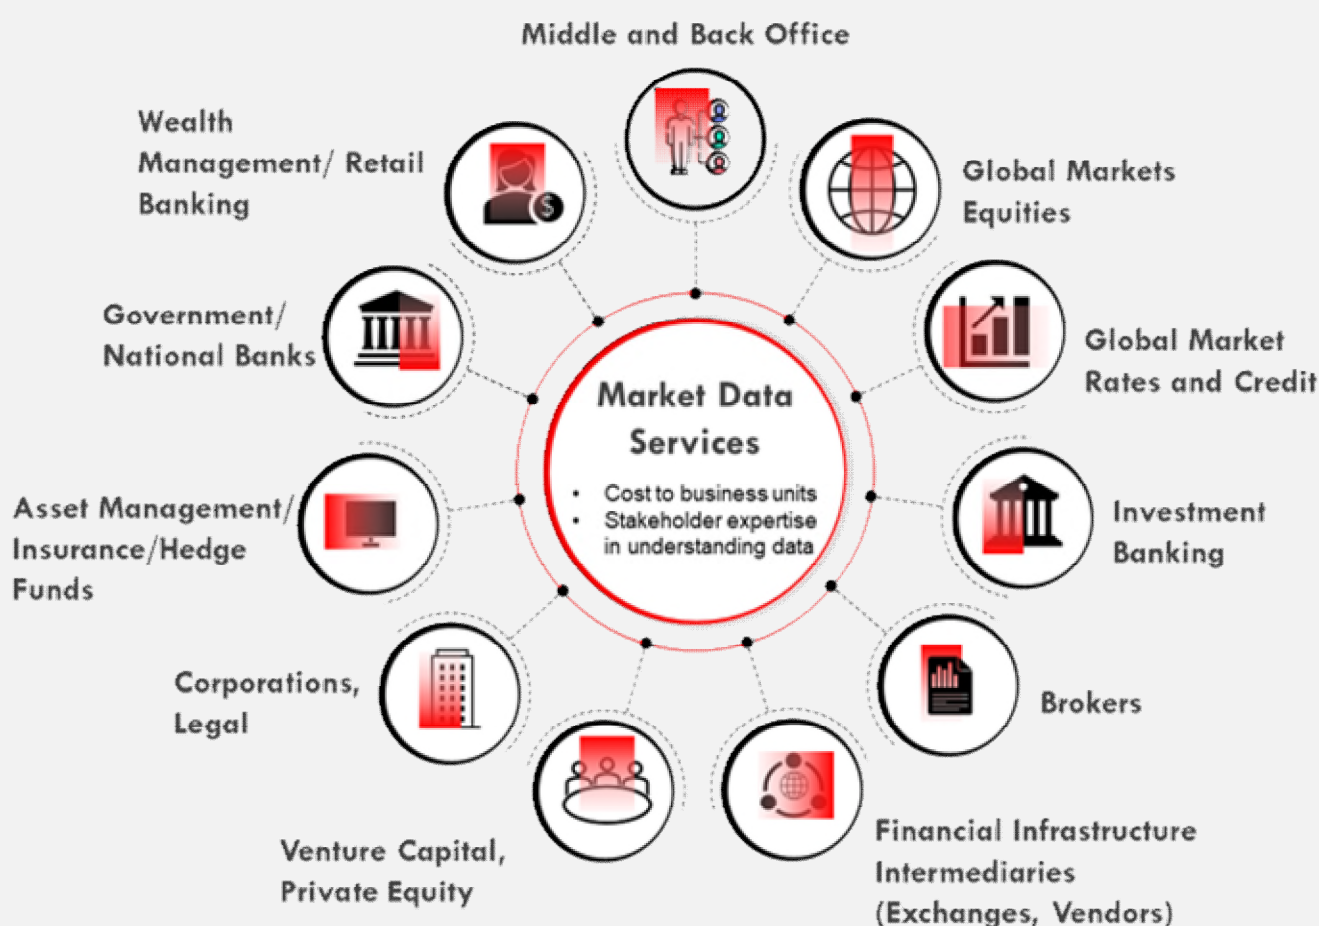 Middle and Back Office
Wealth
Management/ Retail
Banking
Global Markets
Equities
Government/
National Banks
Global Market
Rates and Credit
Market Data
Services
• Cost to business units
• Stakeholder expertise
in understanding data
Asset Management/
Insurance/Hedge
Funds
Investment
Banking
Corporations,
Legal
Brokers
Venture Capital,
Private Equity
Financial Infrastructure
Intermediaries
(Exchanges, Vendors)
$